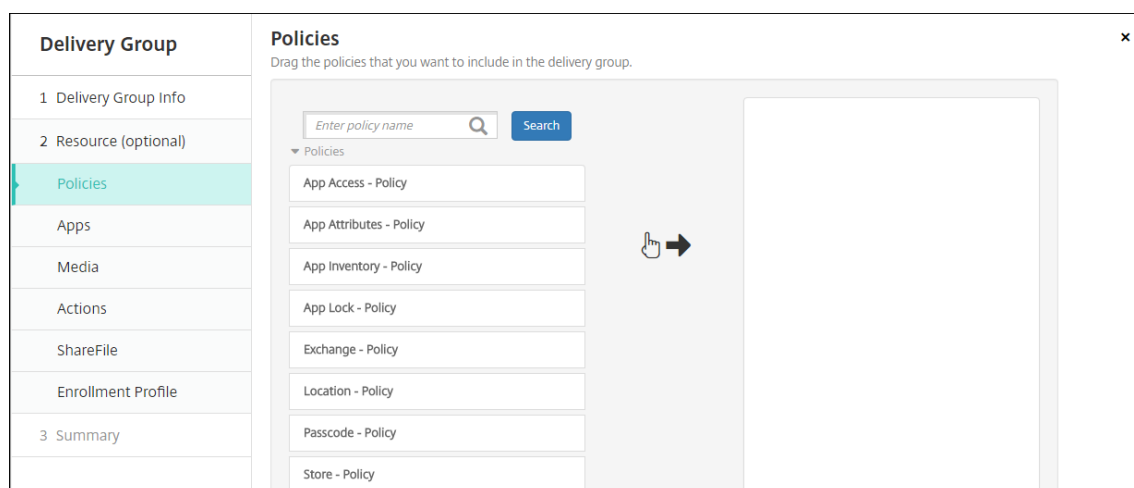 Delivery Group
1 Delivery Group Info
2 Resource (optional)
Policies
Apps
Media
Actions
ShareFile
Enrollment Profile
3 Summary
Policies
×
Drag the policies that you want to include in the delivery group.
Enter policy name
Search
Policies
App Access - Policy
App Attributes - Policy
App Inventory - Policy
App Lock - Policy
Exchange - Policy
Location - Policy
Passcode - Policy
Store - Policy